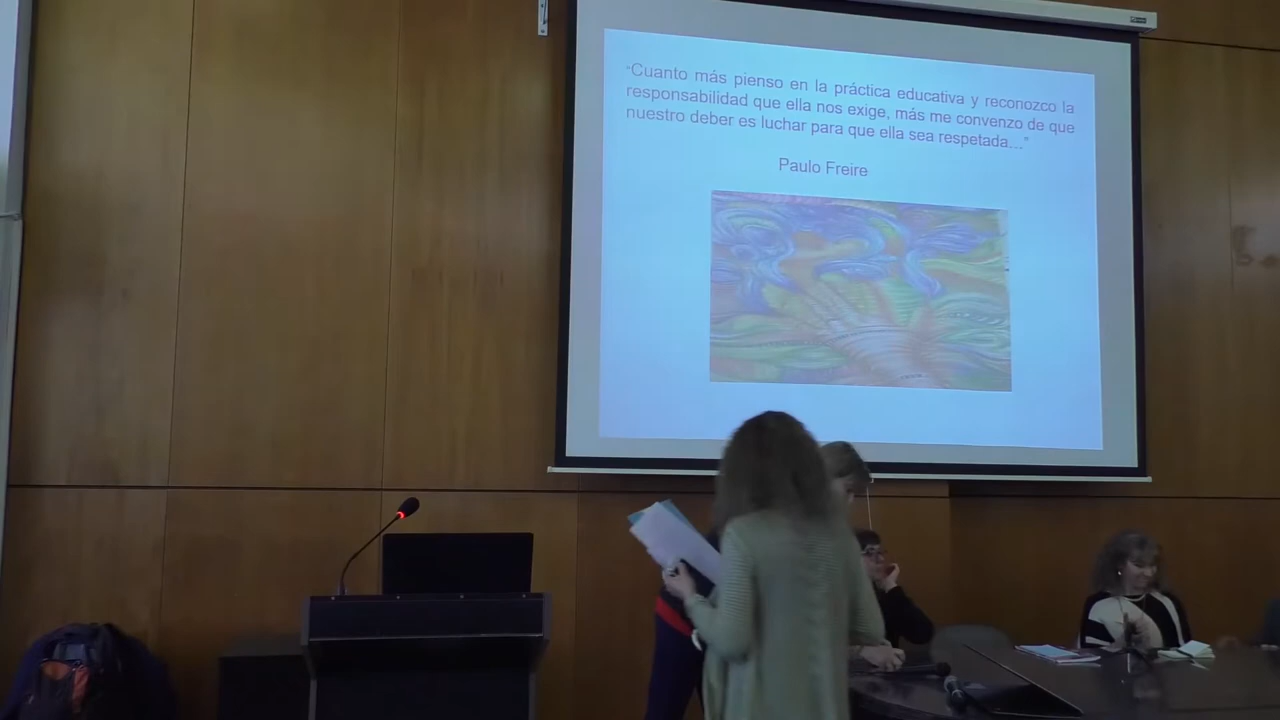 “Cuanto más pienso en la práctica educativa y reconozco la
responsabilidad que ella nos exige, más me convenzo de que
nuestro deber es luchar para que ella sea respetada...”
Paulo Freire